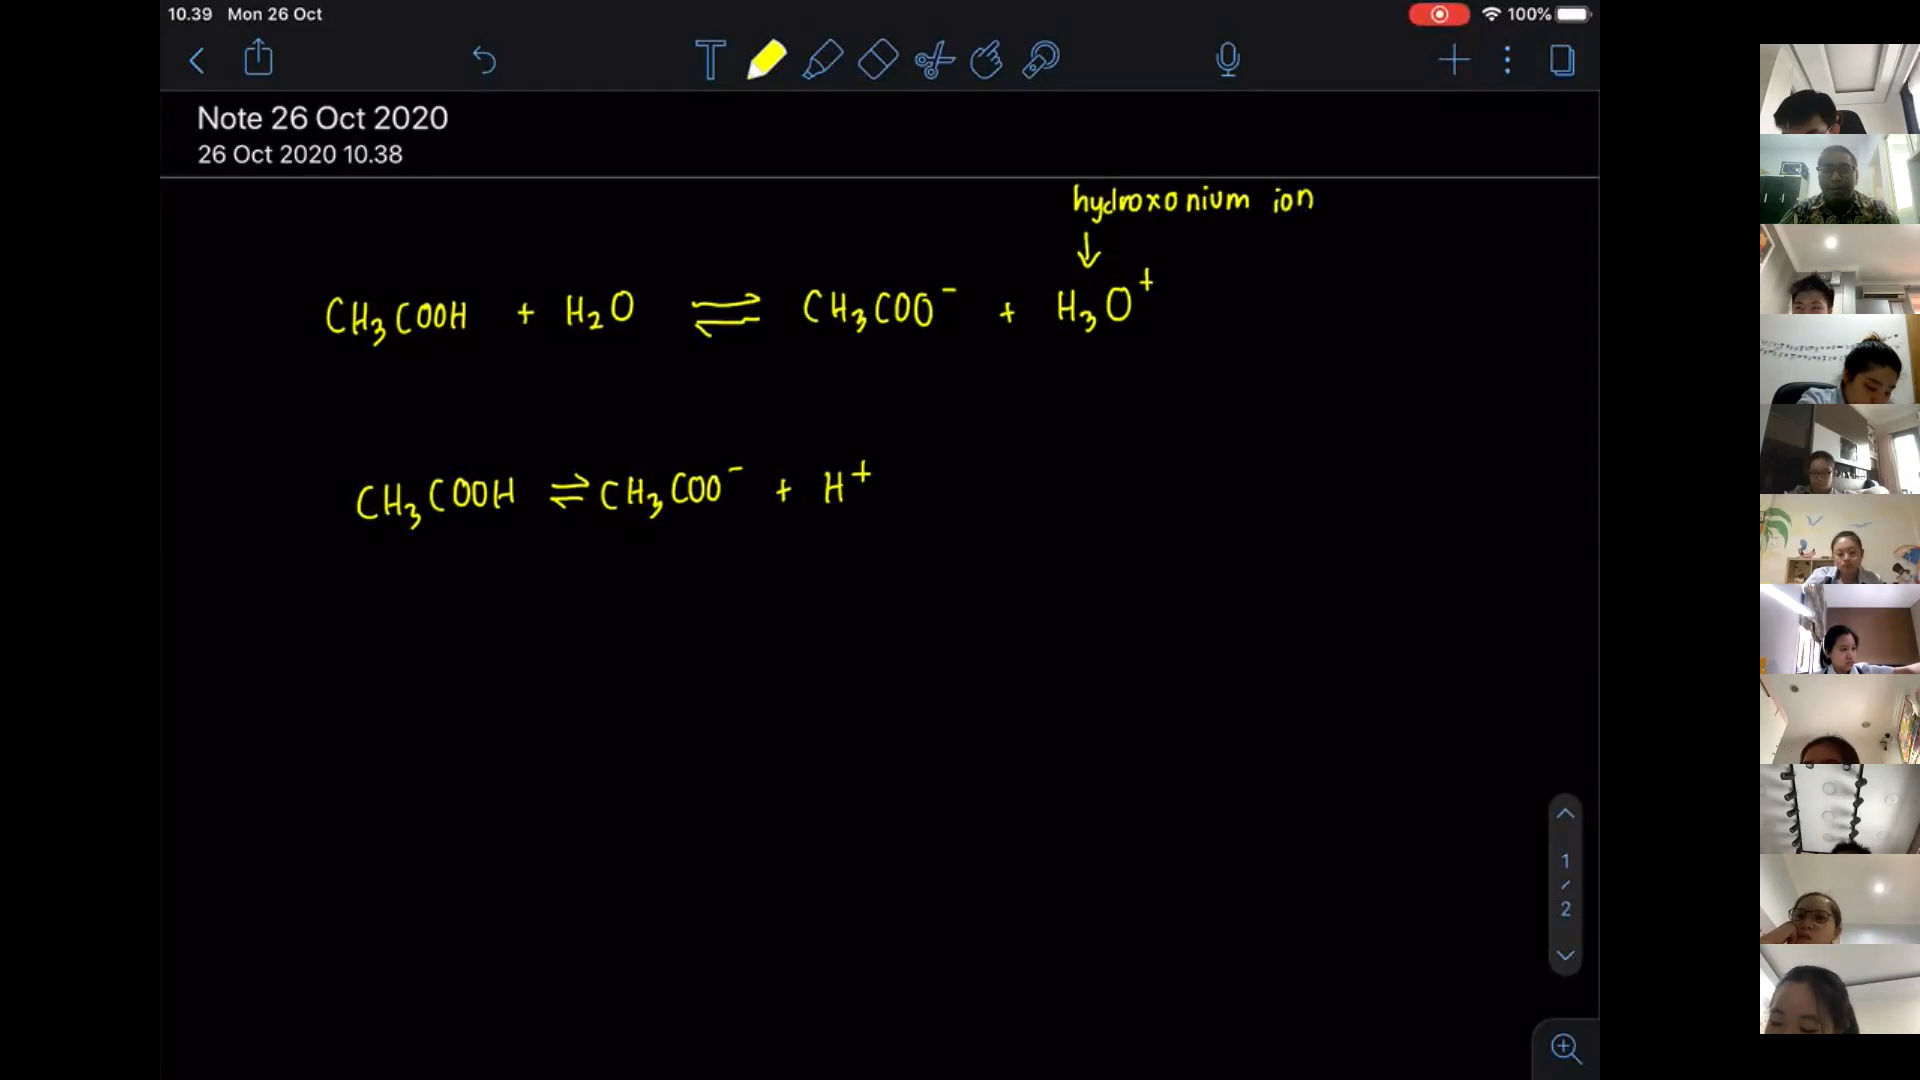 10.39 Mon 26 Oct 100%
Note 26 Oct 2020
26 Oct 2020 10.38
hydroxonium ion
↓
CH₃COOH + H₂O ⇌ CH₃COO⁻ + H₃O⁺
CH₃COOH ⇌ CH₃COO⁻ + H⁺
1
/
2